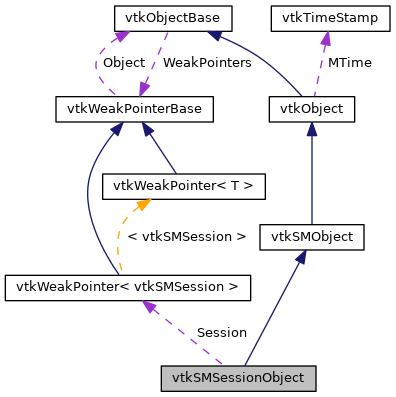 vtkObjectBase
vtkTimeStamp
Object
WeakPointers
MTime
vtkWeakPointerBase
vtkObject
vtkWeakPointer< T >
< vtkSMSession >
vtkSMObject
vtkWeakPointer< vtkSMSession >
Session
vtkSMSessionObject